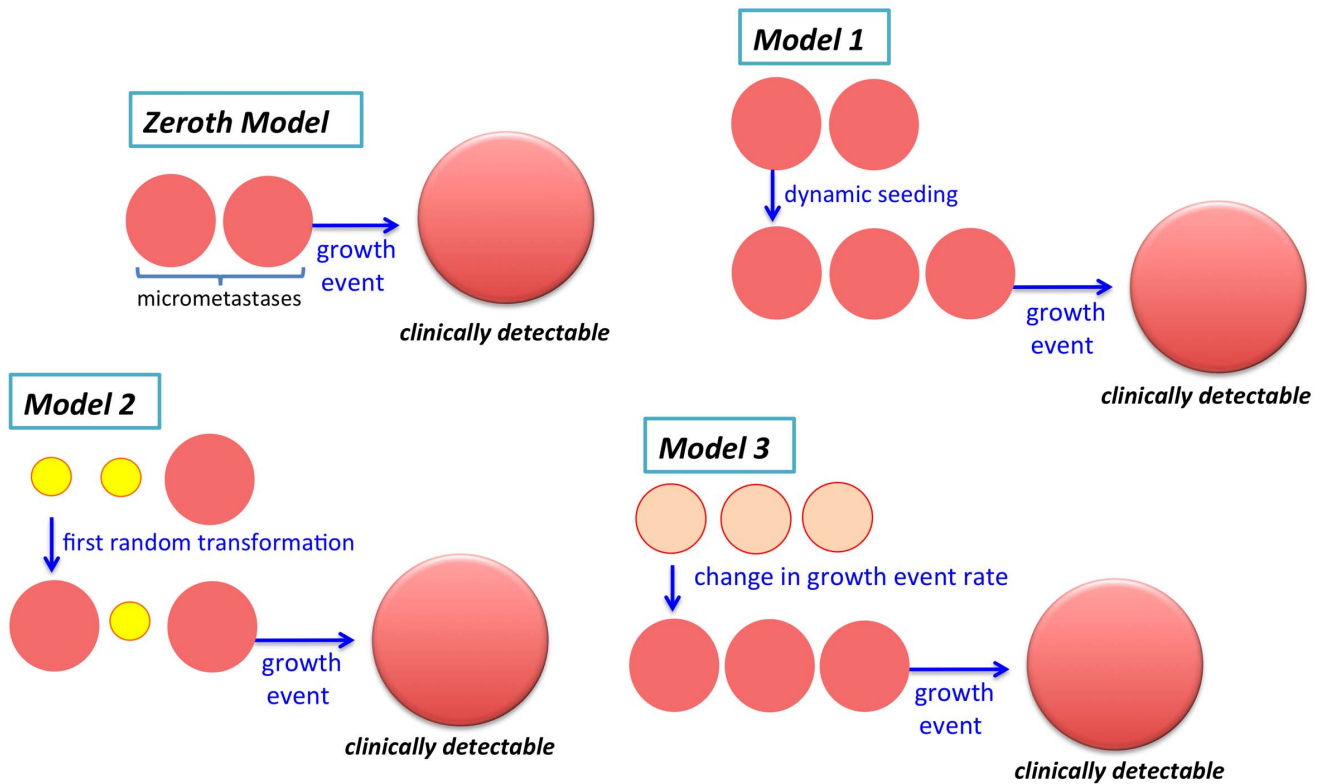 Zeroth Model
growth
event
micrometastases
clinically detectable
Model 1
dynamic seeding
growth
event
clinically detectable
Model 2
first random transformation
growth
event
clinically detectable
Model 3
change in growth event rate
growth
event
clinically detectable